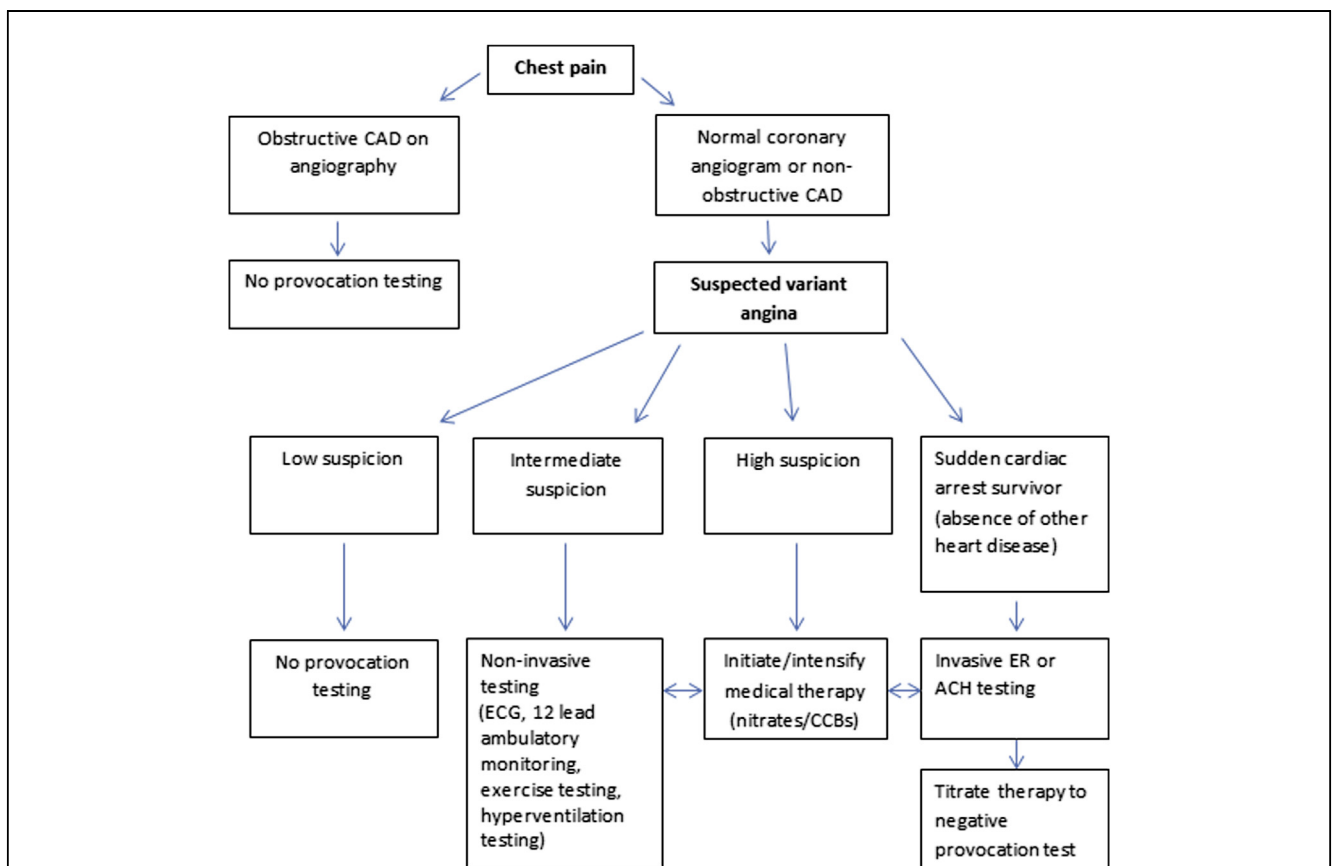 Chest pain
Obstructive CAD on
angiography
Normal coronary
angiogram or non-
obstructive CAD
No provocation testing
Suspected variant
angina
Low suspicion
Intermediate
suspicion
High suspicion
Sudden cardiac
arrest survivor
(absence of other
heart disease)
No provocation
testing
Non-invasive
testing
(ECG, 12 lead
ambulatory
monitoring,
exercise testing,
hyperventilation
testing)
Initiate/intensify
medical therapy
(nitrates/CCBs)
Invasive ER or
ACH testing
Titrate therapy to
negative
provocation test